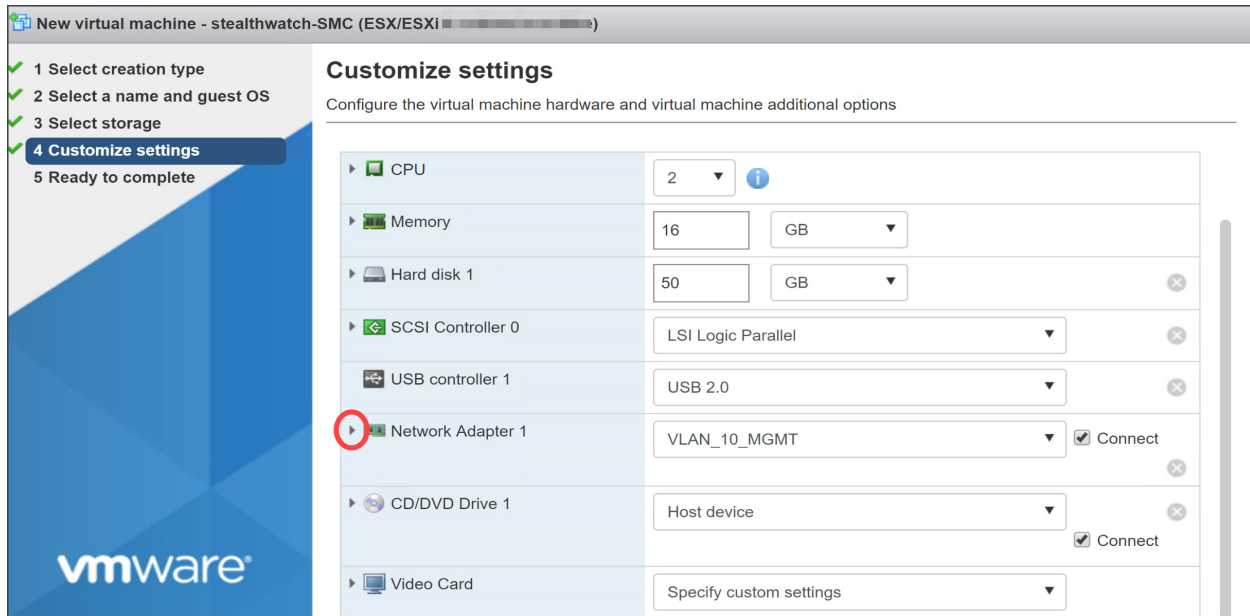 New virtual machine - stealthwatch-SMC (ESX/ESXi )
1 Select creation type
2 Select a name and guest OS
3 Select storage
4 Customize settings
5 Ready to complete
vmware®
Customize settings
Configure the virtual machine hardware and virtual machine additional options
CPU 2
Memory 16 GB
Hard disk 1 50 GB
SCSI Controller 0 LSI Logic Parallel
USB controller 1 USB 2.0
Network Adapter 1 VLAN_10_MGMT Connect
CD/DVD Drive 1 Host device
Connect
Video Card Specify custom settings